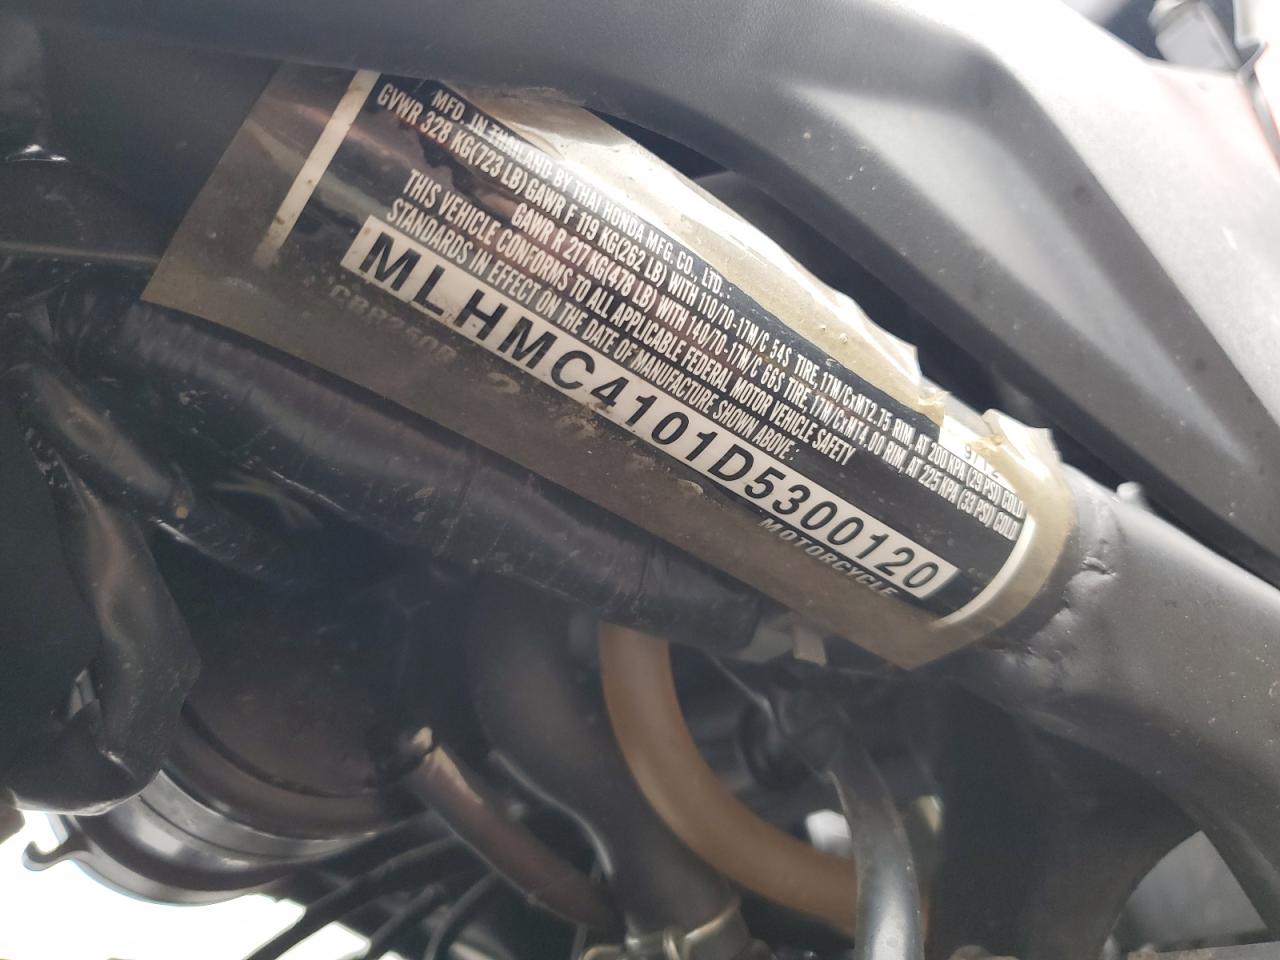 MFD. IN THAILAND BY THAI HONDA MFG. CO., LTD. : 9/12
GVWR 328 KG(723 LB) GAWR F 119 KG(262 LB) WITH 110/70-17M/C 54S TIRE, 17M/CxMT2.75 RIM, AT 200 KPA (29 PSI) COLD
GAWR R 217 KG(478 LB) WITH 140/70-17M/C 66S TIRE, 17M/CxMT4.00 RIM, AT 225 KPA (33 PSI) COLD
THIS VEHICLE CONFORMS TO ALL APPLICABLE FEDERAL MOTOR VEHICLE SAFETY
STANDARDS IN EFFECT ON THE DATE OF MANUFACTURE SHOWN ABOVE :
MLHMC4101D5300120
MOTORCYCLE